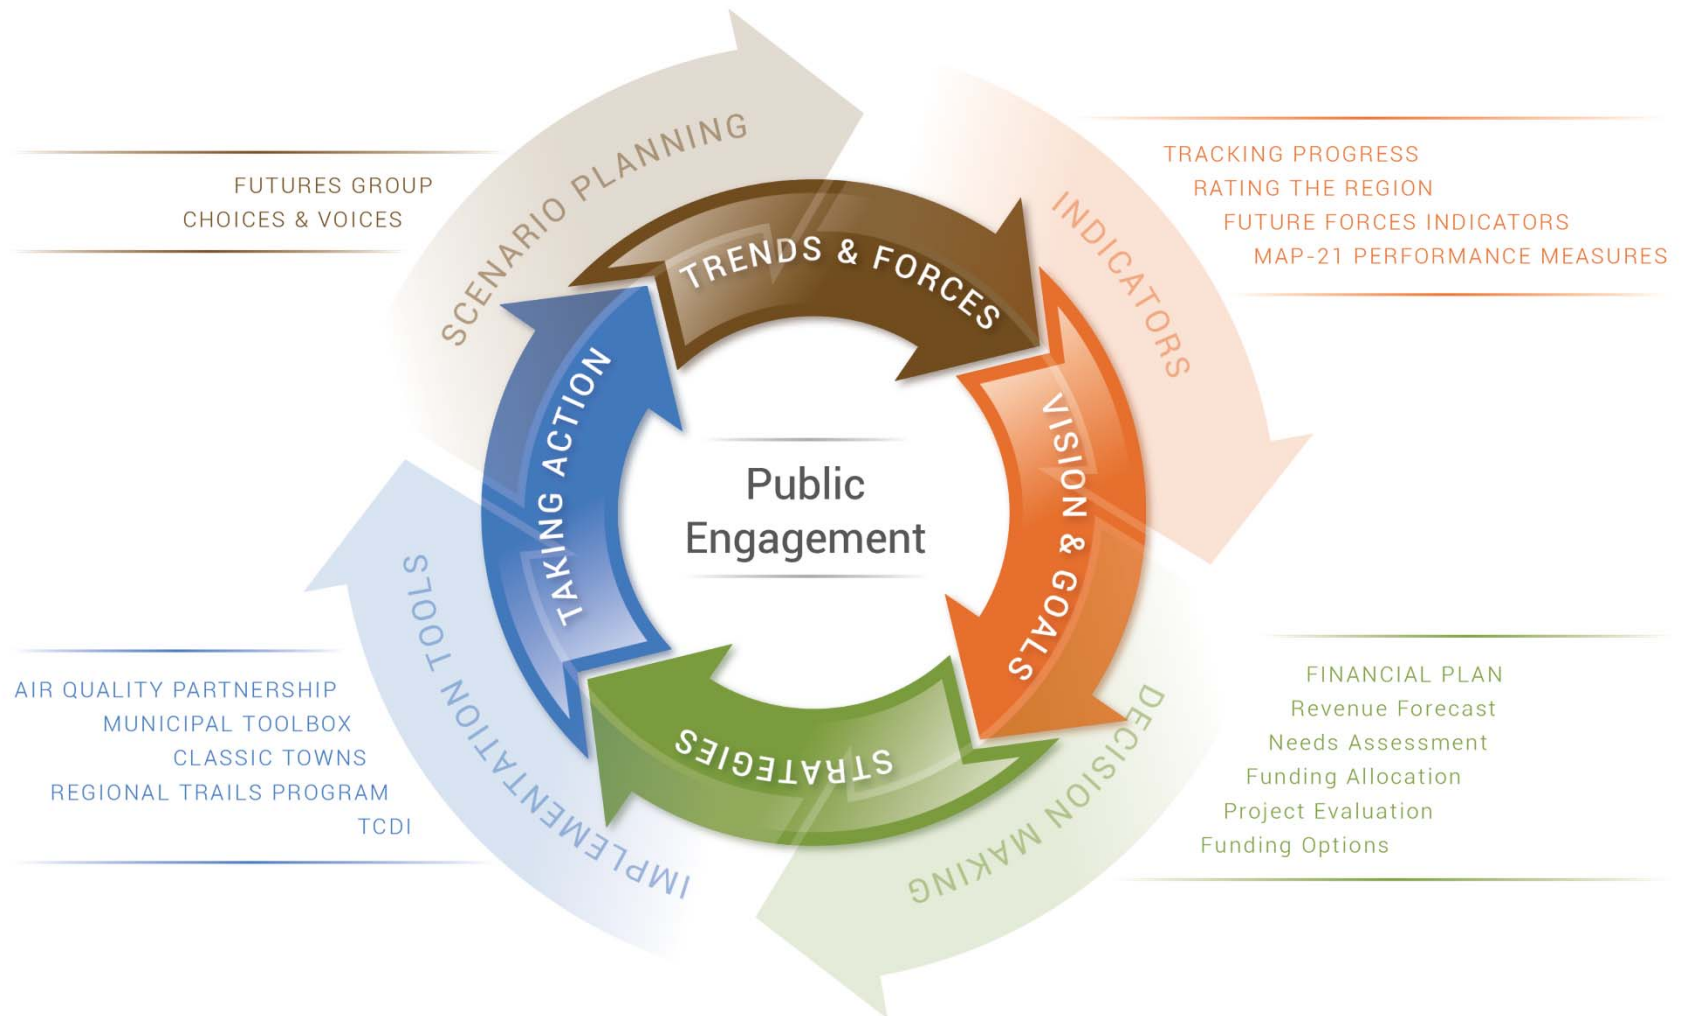 SCENARIO PLANNING
INDICATORS
FUTURES GROUP
CHOICES & VOICES
TRACKING PROGRESS
RATING THE REGION
FUTURE FORCES INDICATORS
MAP-21 PERFORMANCE MEASURES
TRENDS & FORCES
VISION & GOALS
TAKING ACTION
STRATEGIES
Public
Engagement
IMPLEMENTATION TOOLS
DECISION MAKING
AIR QUALITY PARTNERSHIP
MUNICIPAL TOOLBOX
CLASSIC TOWNS
REGIONAL TRAILS PROGRAM
TCDI
FINANCIAL PLAN
Revenue Forecast
Needs Assessment
Funding Allocation
Project Evaluation
Funding Options